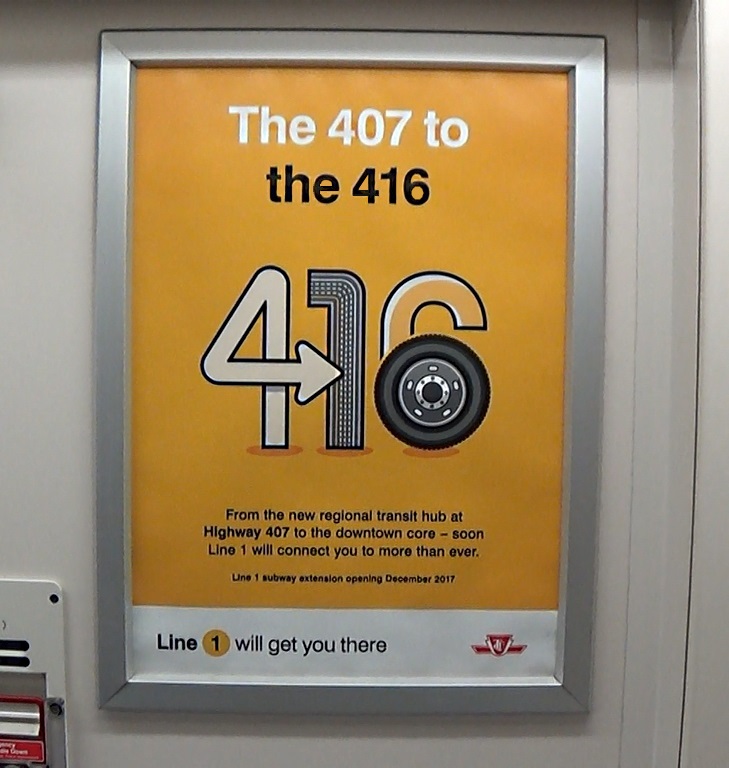 The 407 to
the 416
416
From the new regional transit hub at
Highway 407 to the downtown core – soon
Line 1 will connect you to more than ever.
Line 1 subway extension opening December 2017
Line 1 will get you there